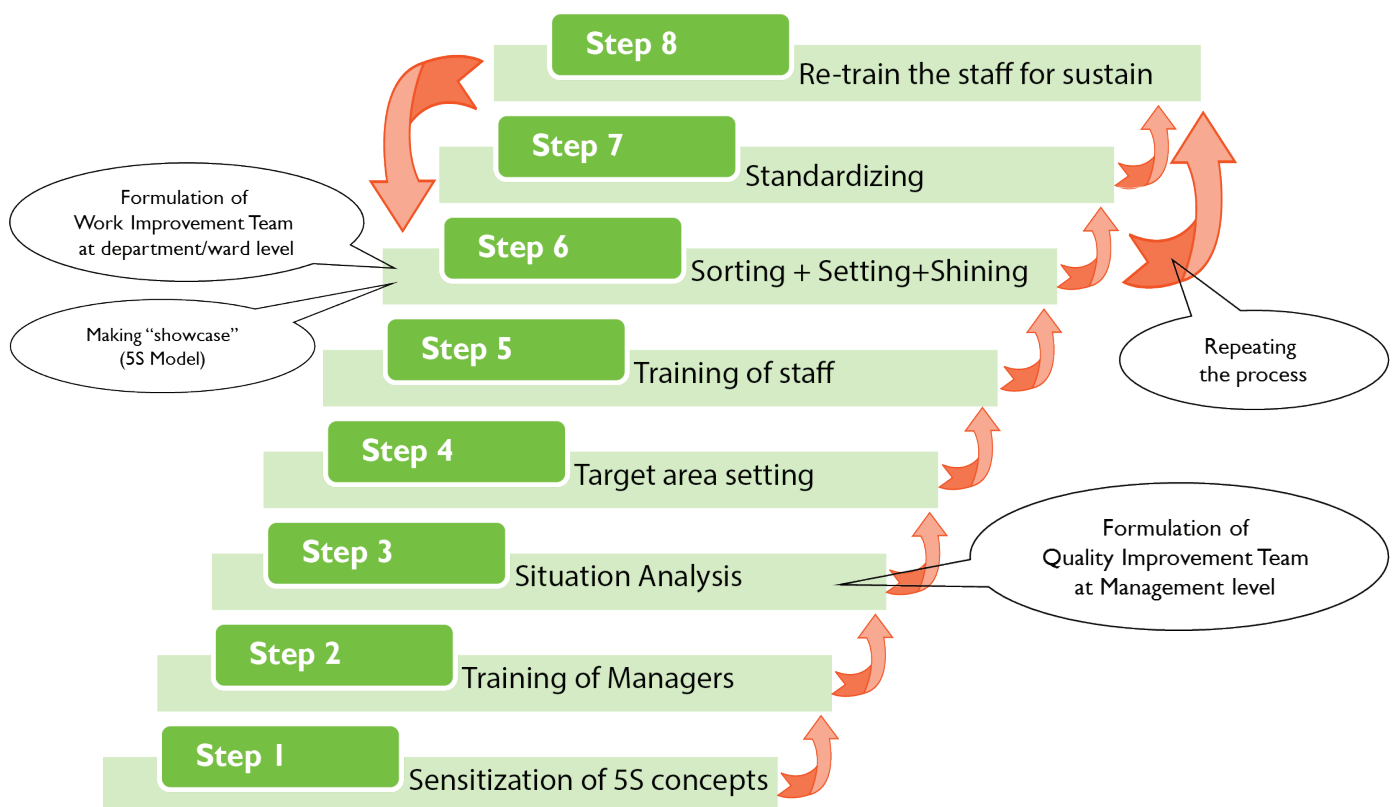 Step 8
Re-train the staff for sustain
Step 7
Standardizing
Formulation of
Work Improvement Team
at department/ward level
Step 6
Sorting + Setting+Shining
Making “showcase”
(5S Model)
Repeating
the process
Step 5
Training of staff
Step 4
Target area setting
Formulation of
Quality Improvement Team
at Management level
Step 3
Situation Analysis
Step 2
Training of Managers
Step 1
Sensitization of 5S concepts